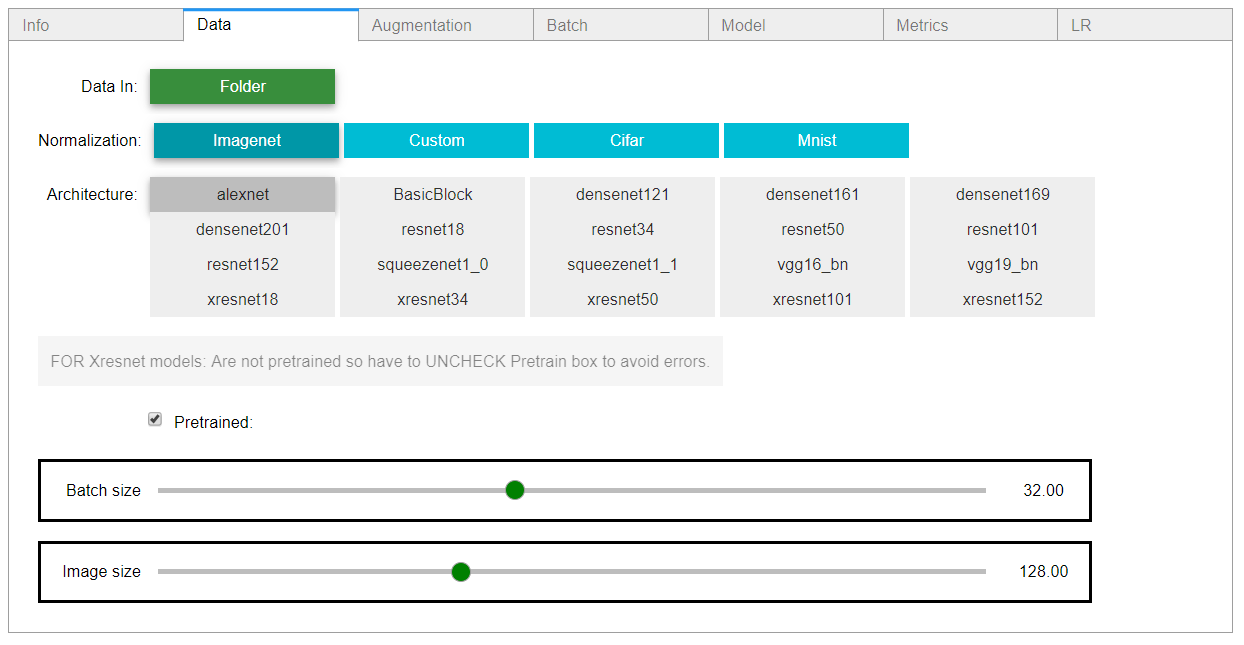 Info Data Augmentation Batch Model Metrics LR
Data In: Folder
Normalization: Imagenet Custom Cifar Mnist
Architecture: alexnet BasicBlock densenet121 densenet161 densenet169
densenet201 resnet18 resnet34 resnet50 resnet101
resnet152 squeezenet1_0 squeezenet1_1 vgg16_bn vgg19_bn
xresnet18 xresnet34 xresnet50 xresnet101 xresnet152
FOR Xresnet models: Are not pretrained so have to UNCHECK Pretrain box to avoid errors.
Pretrained:
Batch size 32.00
Image size 128.00